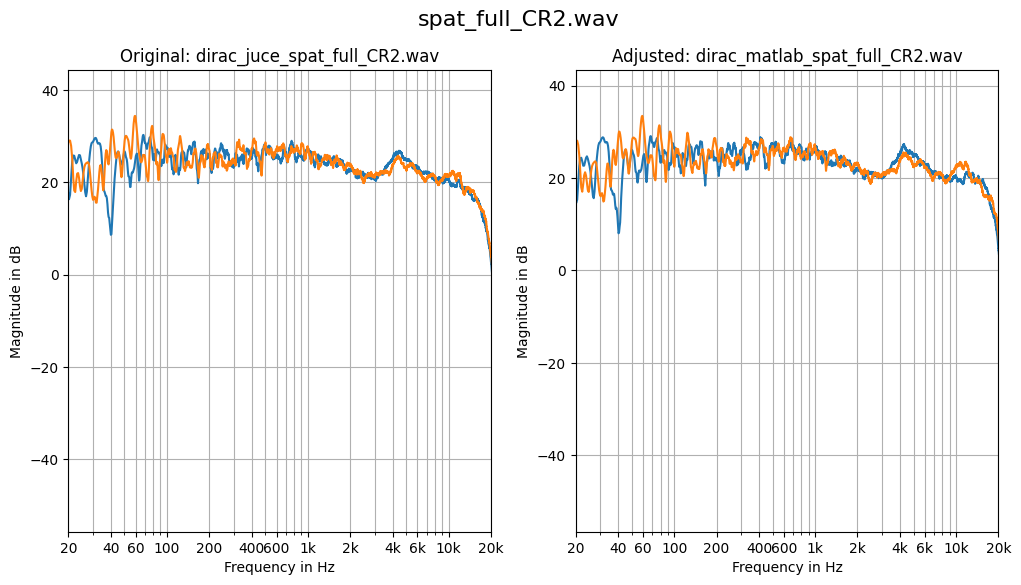 spat_full_CR2.wav
Original: dirac_juce_spat_full_CR2.wav
Adjusted: dirac_matlab_spat_full_CR2.wav
40
20
0
−20
−40
Magnitude in dB
20 40 60 100 200 400600 1k 2k 4k 6k 10k 20k
Frequency in Hz
40
20
0
−20
−40
Magnitude in dB
20 40 60 100 200 400600 1k 2k 4k 6k 10k 20k
Frequency in Hz